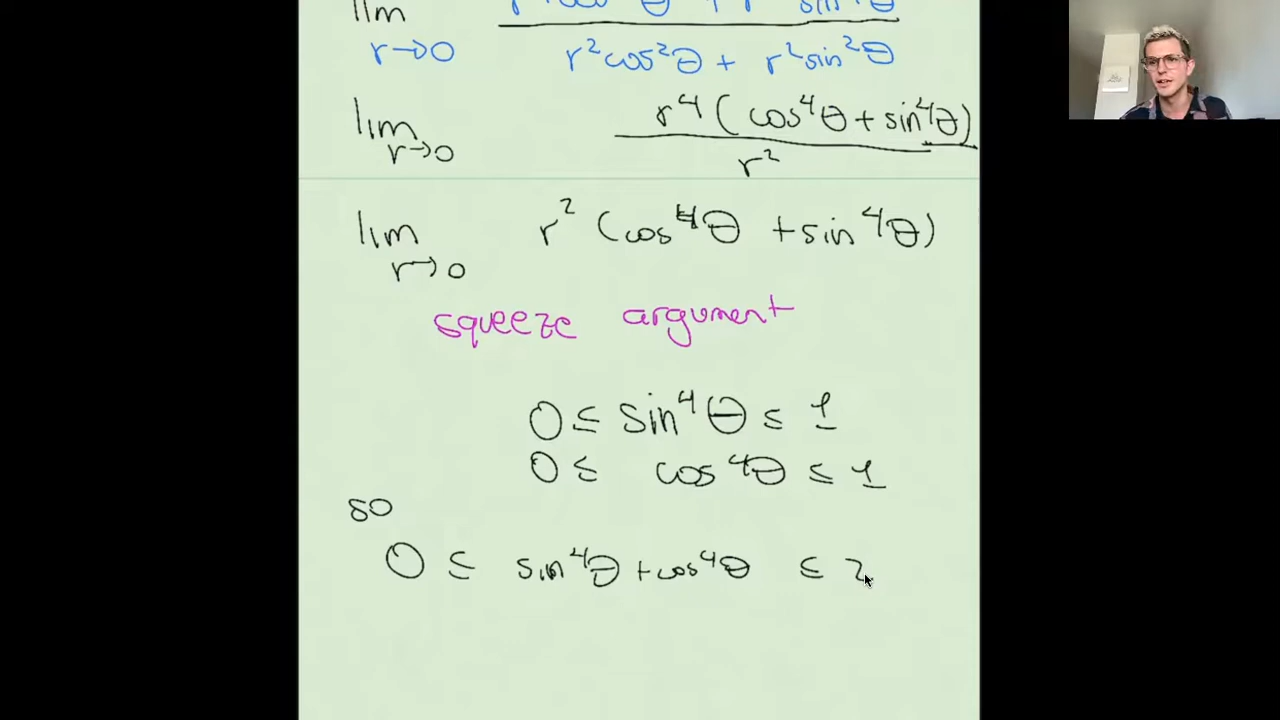 lim
r→0 r²cos²θ + r²sin²θ
lim r⁴(cos⁴θ + sin⁴θ)
r→0 r²
lim r² (cos⁴θ + sin⁴θ)
r→0
squeeze argument
0 ≤ sin⁴θ ≤ 1
0 ≤ cos⁴θ ≤ 1
so
0 ≤ sin⁴θ + cos⁴θ ≤ 2